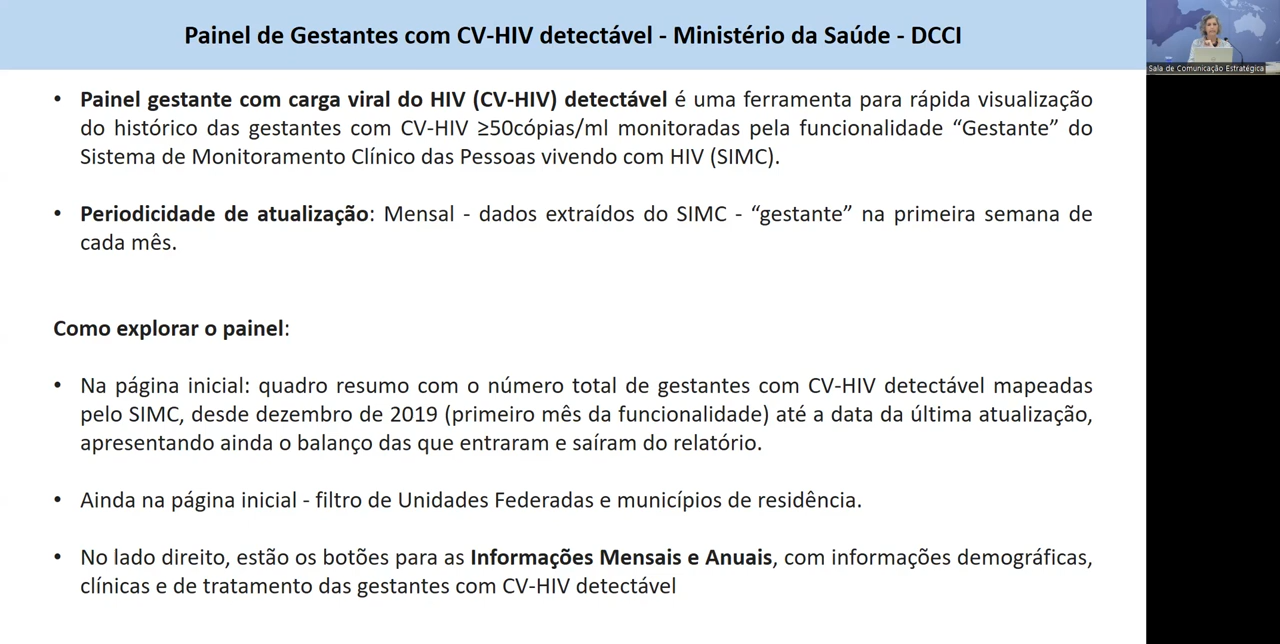 Painel de Gestantes com CV-HIV detectável - Ministério da Saúde - DCCI
Sala de Comunicação Estratégica
• Painel gestante com carga viral do HIV (CV-HIV) detectável é uma ferramenta para rápida visualização
do histórico das gestantes com CV-HIV ≥50cópias/ml monitoradas pela funcionalidade “Gestante” do
Sistema de Monitoramento Clínico das Pessoas vivendo com HIV (SIMC).
• Periodicidade de atualização: Mensal - dados extraídos do SIMC - “gestante” na primeira semana de
cada mês.
Como explorar o painel:
• Na página inicial: quadro resumo com o número total de gestantes com CV-HIV detectável mapeadas
pelo SIMC, desde dezembro de 2019 (primeiro mês da funcionalidade) até a data da última atualização,
apresentando ainda o balanço das que entraram e saíram do relatório.
• Ainda na página inicial - filtro de Unidades Federadas e municípios de residência.
• No lado direito, estão os botões para as Informações Mensais e Anuais, com informações demográficas,
clínicas e de tratamento das gestantes com CV-HIV detectável